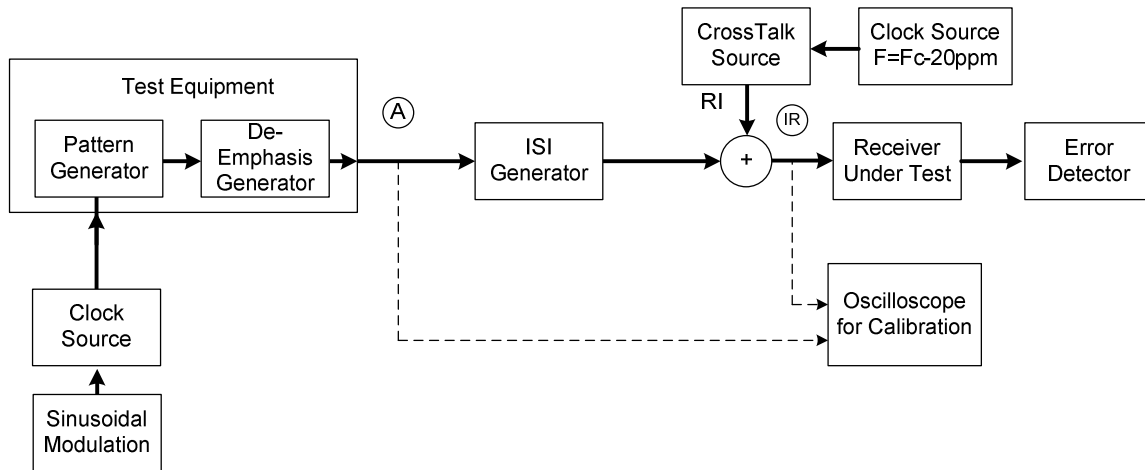 CrossTalk
Source
Clock Source
F=Fc-20ppm
Test Equipment
Pattern
Generator
De-
Emphasis
Generator
A
ISI
Generator
RI
+
IR
Receiver
Under Test
Error
Detector
Clock
Source
Oscilloscope
for Calibration
Sinusoidal
Modulation